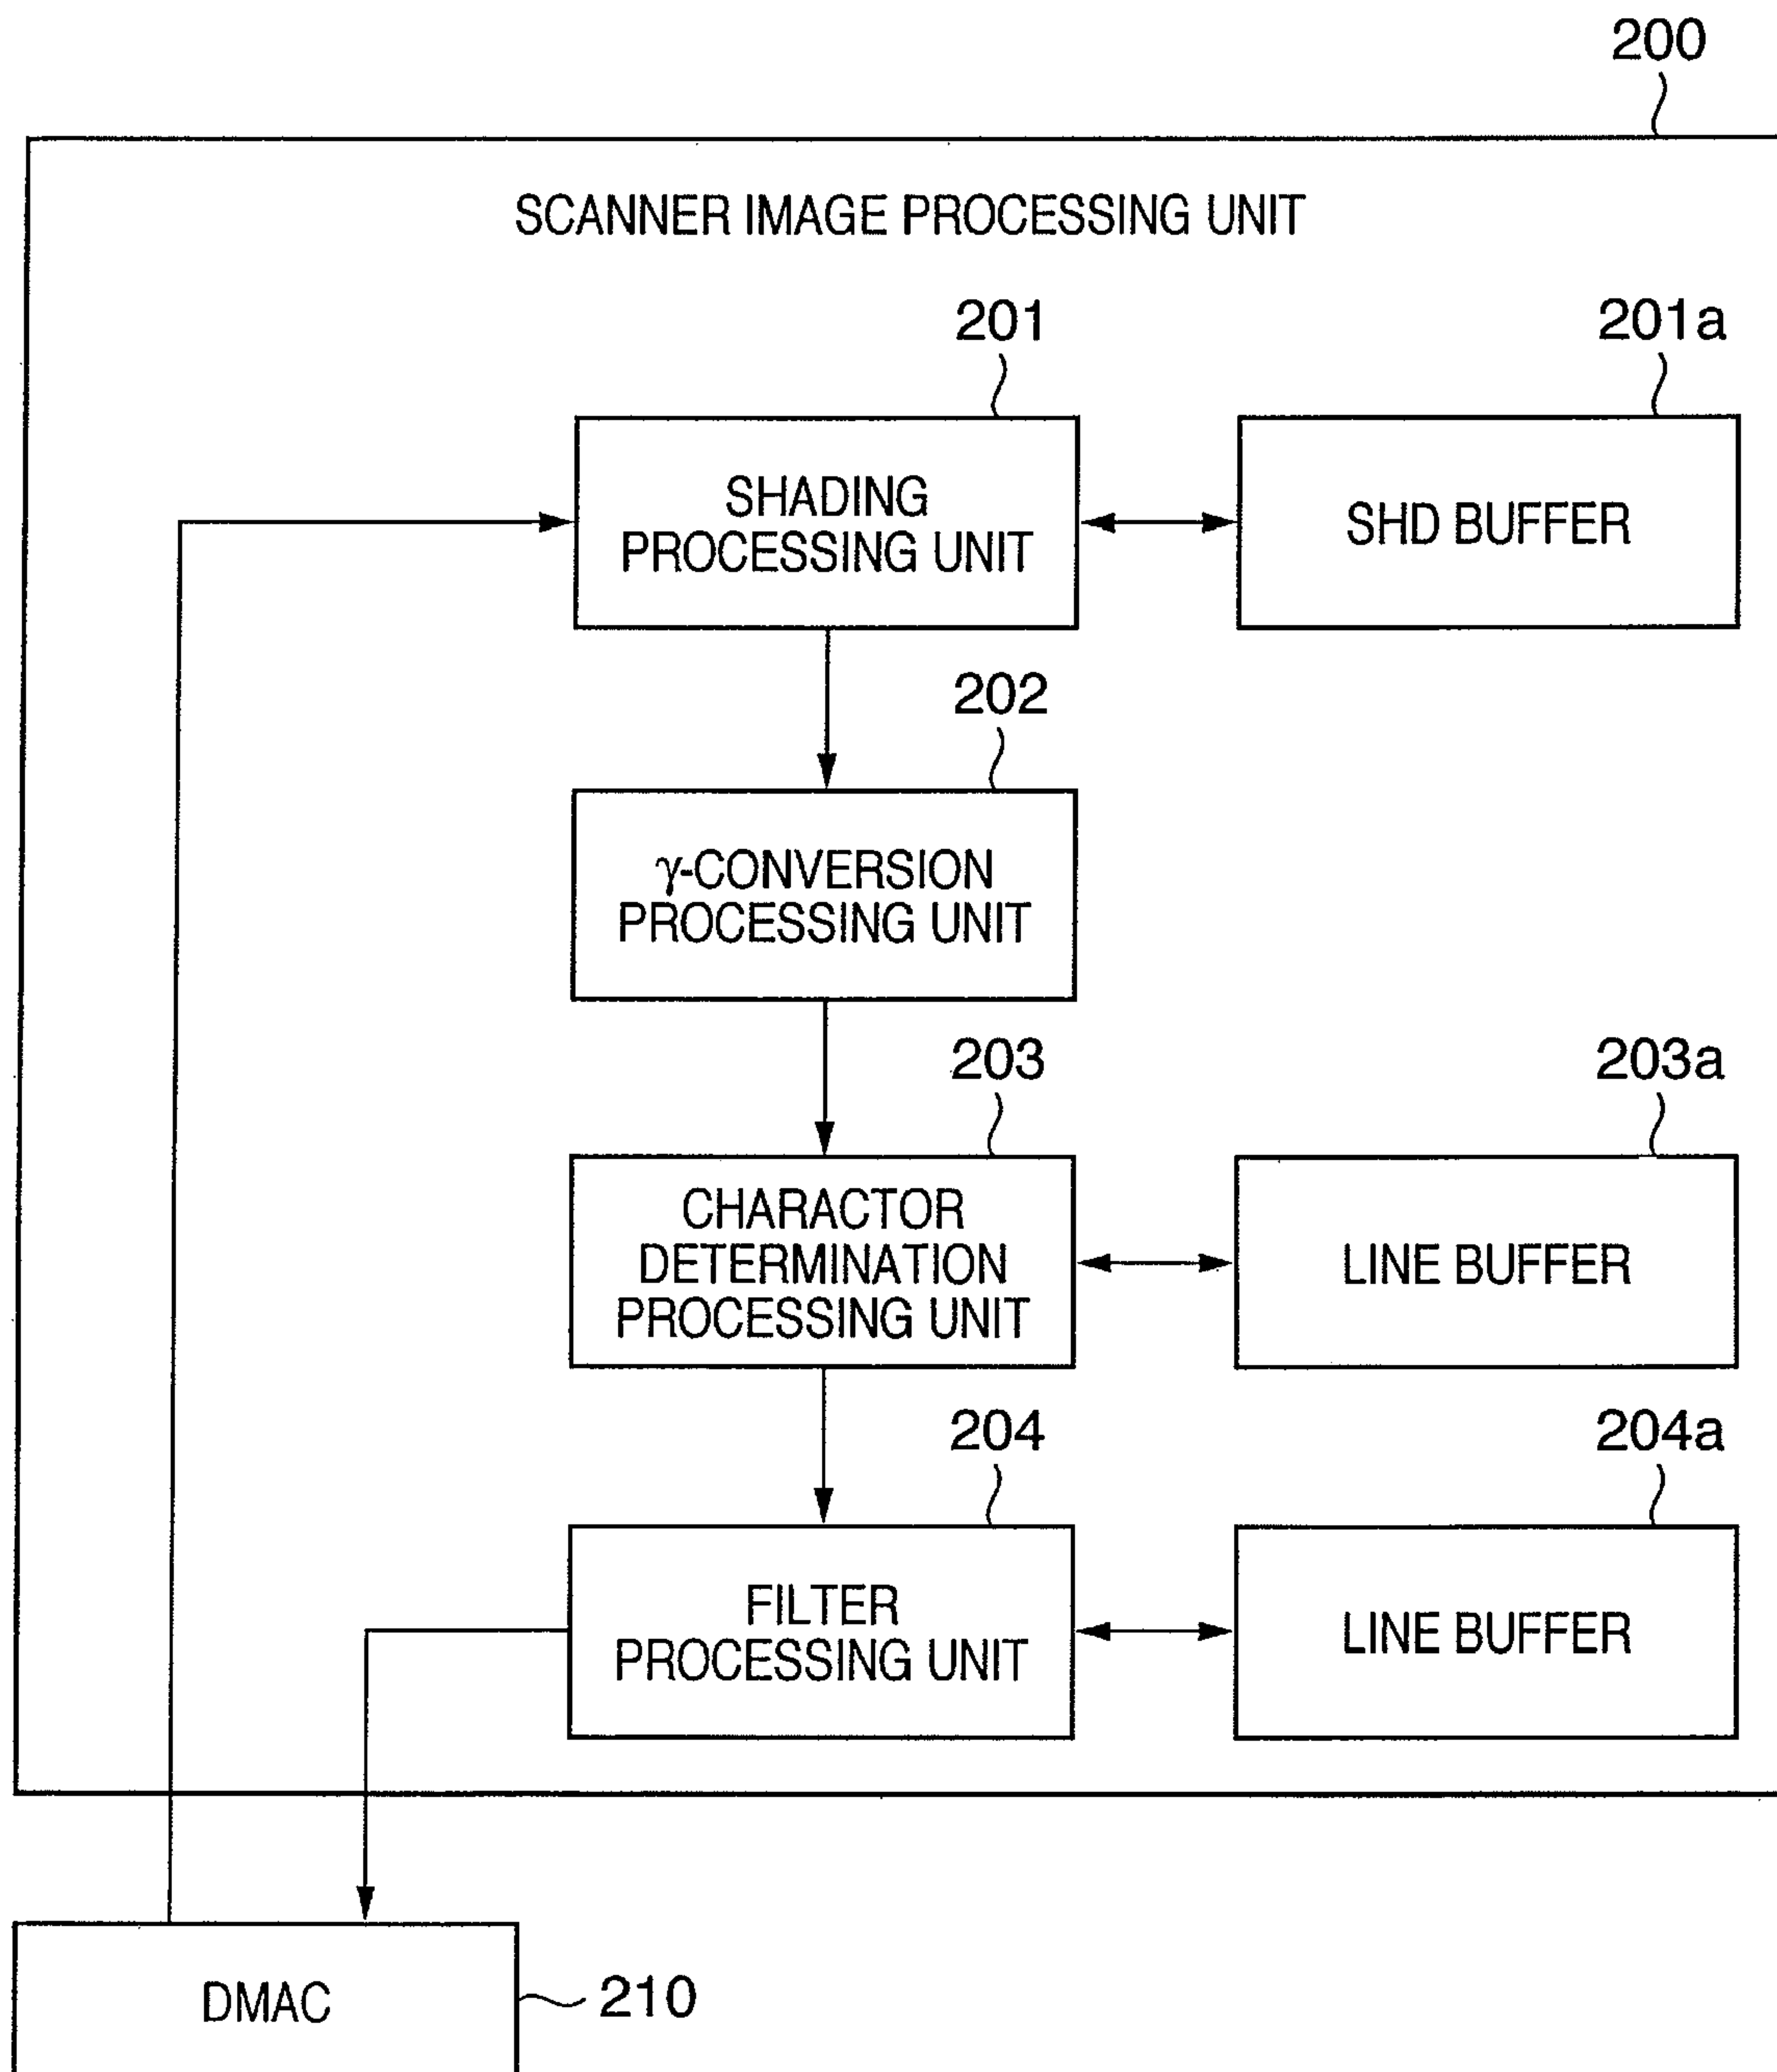 200
SCANNER IMAGE PROCESSING UNIT
201
201a
SHADING
PROCESSING UNIT
SHD BUFFER
202
γ-CONVERSION
PROCESSING UNIT
203
203a
CHARACTOR
DETERMINATION
PROCESSING UNIT
LINE BUFFER
204
204a
FILTER
PROCESSING UNIT
LINE BUFFER
DMAC
210